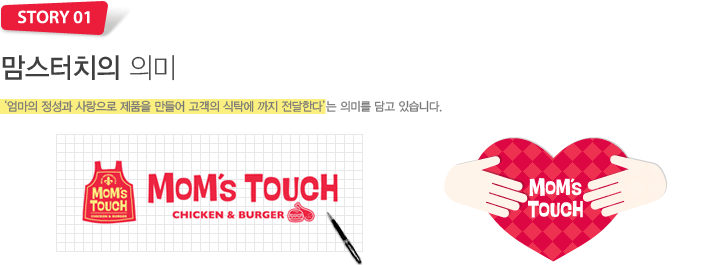 STORY 01
맘스터치의 의미
'엄마의 정성과 사랑으로 제품을 만들어 고객의 식탁에 까지 전달한다'는 의미를 담고 있습니다.
MOM's
TOUCH
CHICKEN & BURGER
MOM's TOUCH
CHICKEN & BURGER
MOM's
TOUCH